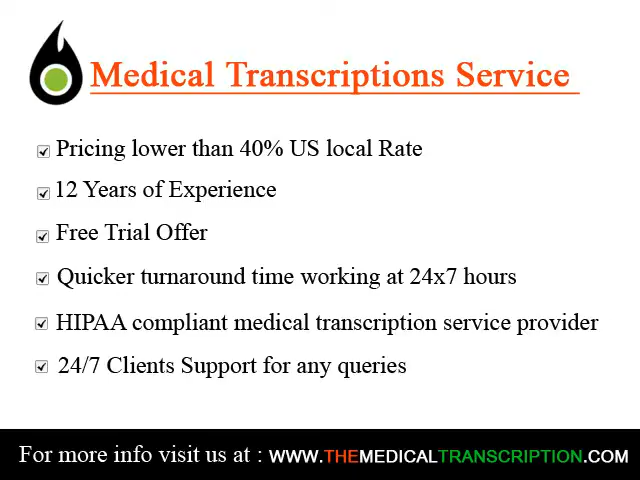 Medical Transcriptions Service
Pricing lower than 40% US local Rate
12 Years of Experience
Free Trial Offer
Quicker turnaround time working at 24x7 hours
HIPAA compliant medical transcription service provider
24/7 Clients Support for any queries
For more info visit us at : WWW.THEMEDICALTRANSCRIPTION.COM